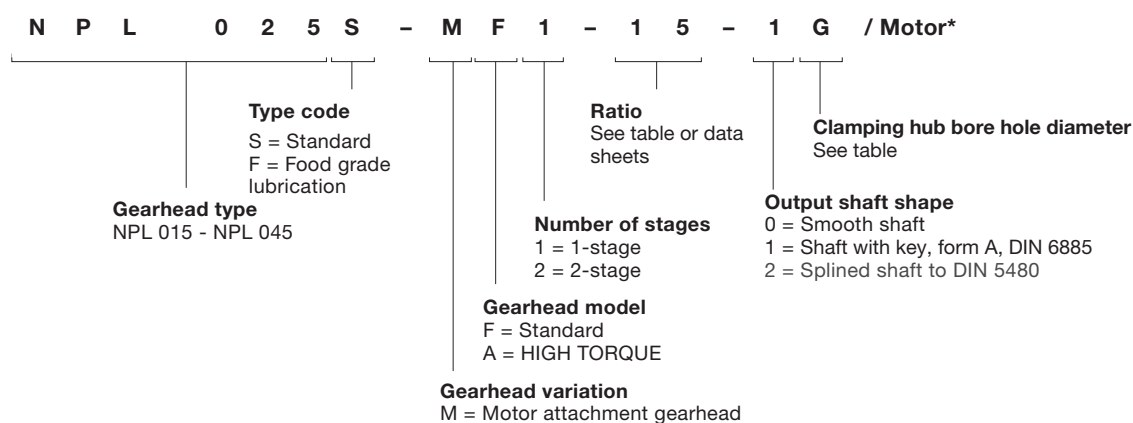 N P L 0 2 5 S – M F 1 – 1 5 – 1 G / Motor*
Type code
S = Standard
F = Food grade
lubrication
Ratio
See table or data
sheets
Clamping hub bore hole diameter
See table
Gearhead type
NPL 015 - NPL 045
Number of stages
1 = 1-stage
2 = 2-stage
Output shaft shape
0 = Smooth shaft
1 = Shaft with key, form A, DIN 6885
2 = Splined shaft to DIN 5480
Gearhead model
F = Standard
A = HIGH TORQUE
Gearhead variation
M = Motor attachment gearhead